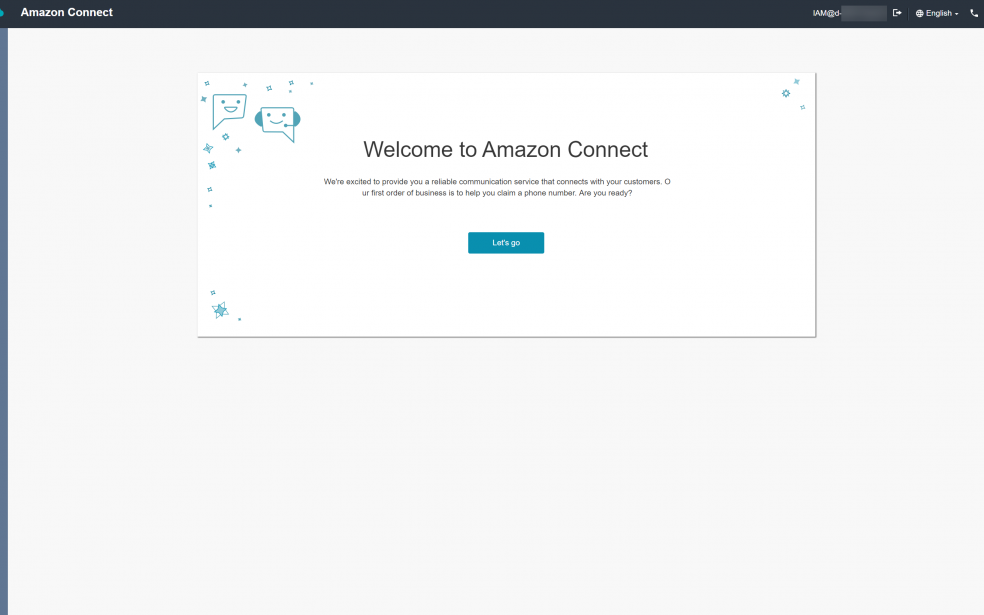 Amazon Connect
IAM@d-
English
Welcome to Amazon Connect
We're excited to provide you a reliable communication service that connects with your customers. O
ur first order of business is to help you claim a phone number. Are you ready?
Let's go